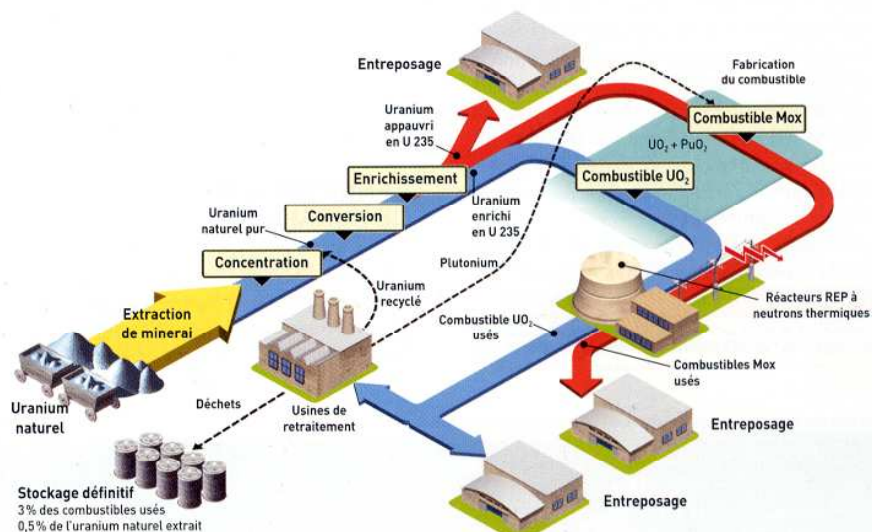 Entreposage
Fabrication
du combustible
Uranium
appauvri
en U 235
Combustible Mox
UO₂ + PuO₂
Enrichissement
Combustible UO₂
Uranium
naturel pur
Conversion
Uranium
enrichi
en U 235
Concentration
Plutonium
Uranium
recyclé
Extraction
de minerai
Réacteurs REP à
neutrons thermiques
Combustible UO₂
usés
Combustibles Mox
usés
Uranium
naturel
Déchets
Usines de
retraitement
Entreposage
Entreposage
Stockage définitif
3% des combustibles usés
0,5% de l'uranium naturel extrait